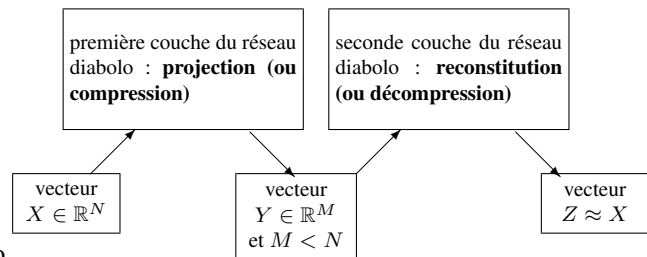 première couche du réseau
diabolo : projection (ou
compression)
seconde couche du réseau
diabolo : reconstitution
(ou décompression)
vecteur
X ∈ ℝ^N
vecteur
Y ∈ ℝ^M
et M < N
vecteur
Z ≈ X